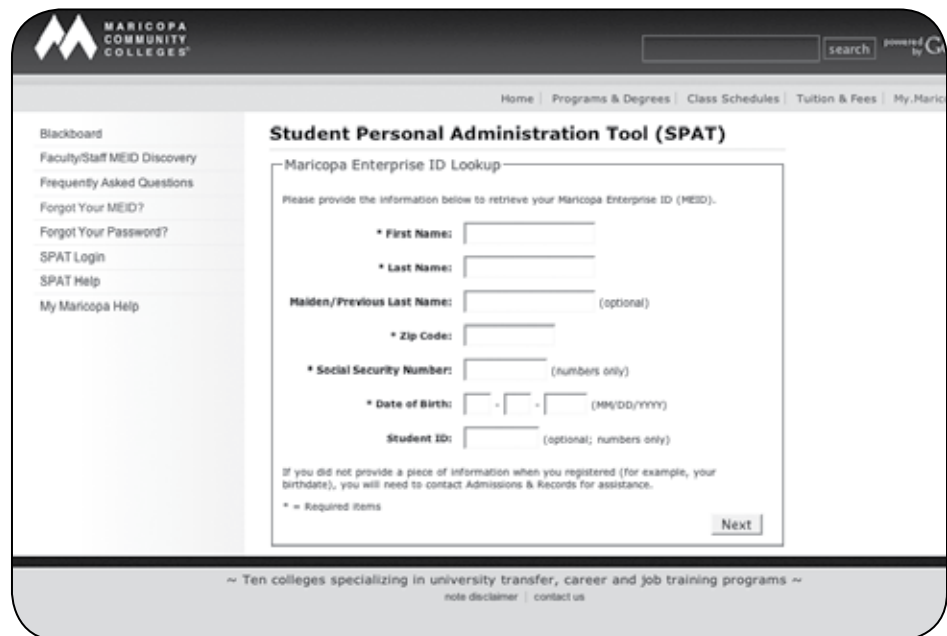 MARICOPA
COMMUNITY
COLLEGES
search
powered by
Home | Programs & Degrees | Class Schedules | Tuition & Fees |
Blackboard
Faculty/Staff MEID Discovery
Frequently Asked Questions
Forgot Your MEID?
Forgot Your Password?
SPAT Login
SPAT Help
My Maricopa Help
Student Personal Administration Tool (SPAT)
Maricopa Enterprise ID Lookup
Please provide the information below to retrieve your Maricopa Enterprise ID (MEID).
* First Name:
* Last Name:
Maiden/Previous Last Name: (optional)
* Zip Code:
* Social Security Number: (numbers only)
* Date of Birth: - - (MM/DD/YYYY)
Student ID: (optional; numbers only)
If you did not provide a piece of information when you registered (for example, your
birthdate), you will need to contact Admissions & Records for assistance.
* = Required items
Next
~ Ten colleges specializing in university transfer, career and job training programs ~
note disclaimer | contact us